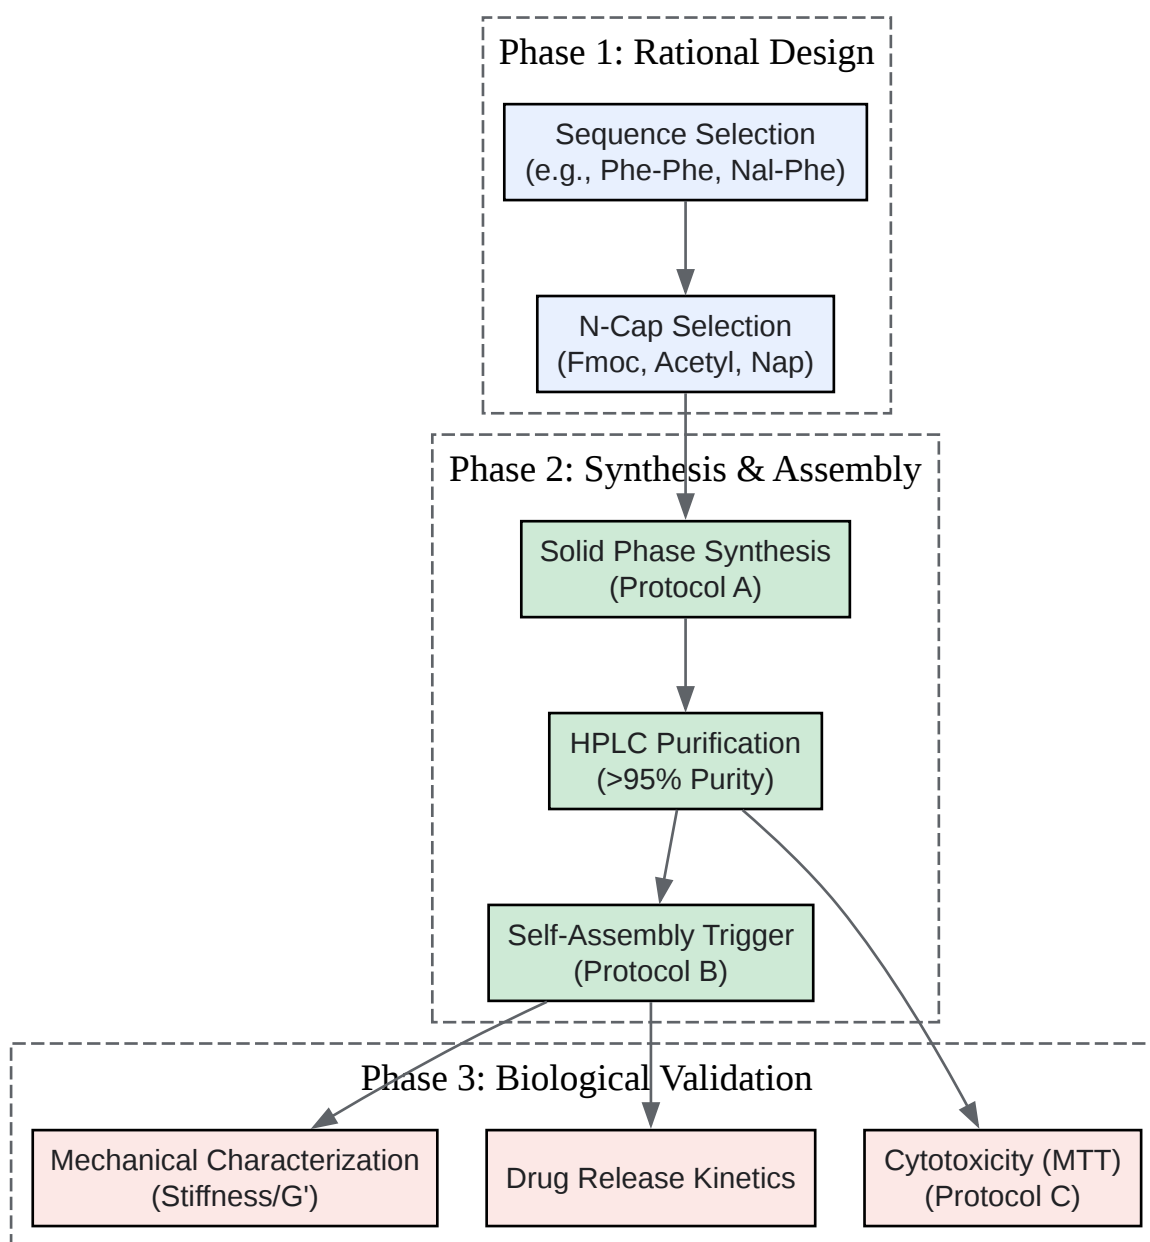 Phase 1: Rational Design
Sequence Selection
(e.g., Phe-Phe, Nal-Phe)
N-Cap Selection
(Fmoc, Acetyl, Nap)
Phase 2: Synthesis & Assembly
Solid Phase Synthesis
(Protocol A)
HPLC Purification
(>95% Purity)
Self-Assembly Trigger
(Protocol B)
Phase 3: Biological Validation
Mechanical Characterization
(Stiffness/G')
Drug Release Kinetics
Cytotoxicity (MTT)
(Protocol C)